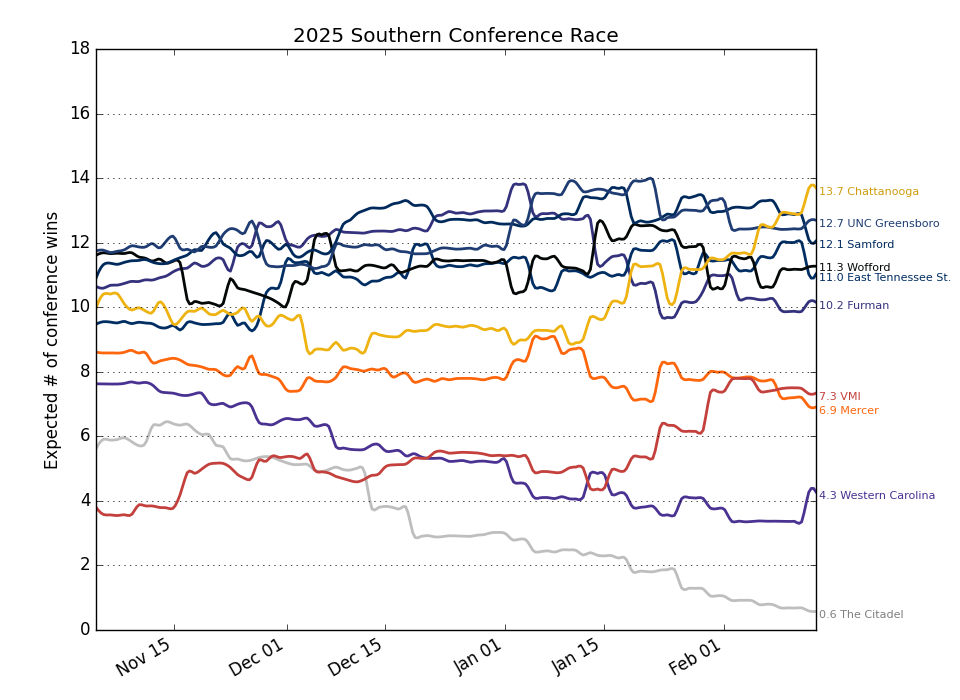 2025 Southern Conference Race
Expected # of conference wins
18
16
14
12
10
8
6
4
2
0
Nov 15
Dec 01
Dec 15
Jan 01
Jan 15
Feb 01
13.7 Chattanooga
12.7 UNC Greensboro
12.1 Samford
11.3 Wofford
11.0 East Tennessee St.
10.2 Furman
7.3 VMI
6.9 Mercer
4.3 Western Carolina
0.6 The Citadel